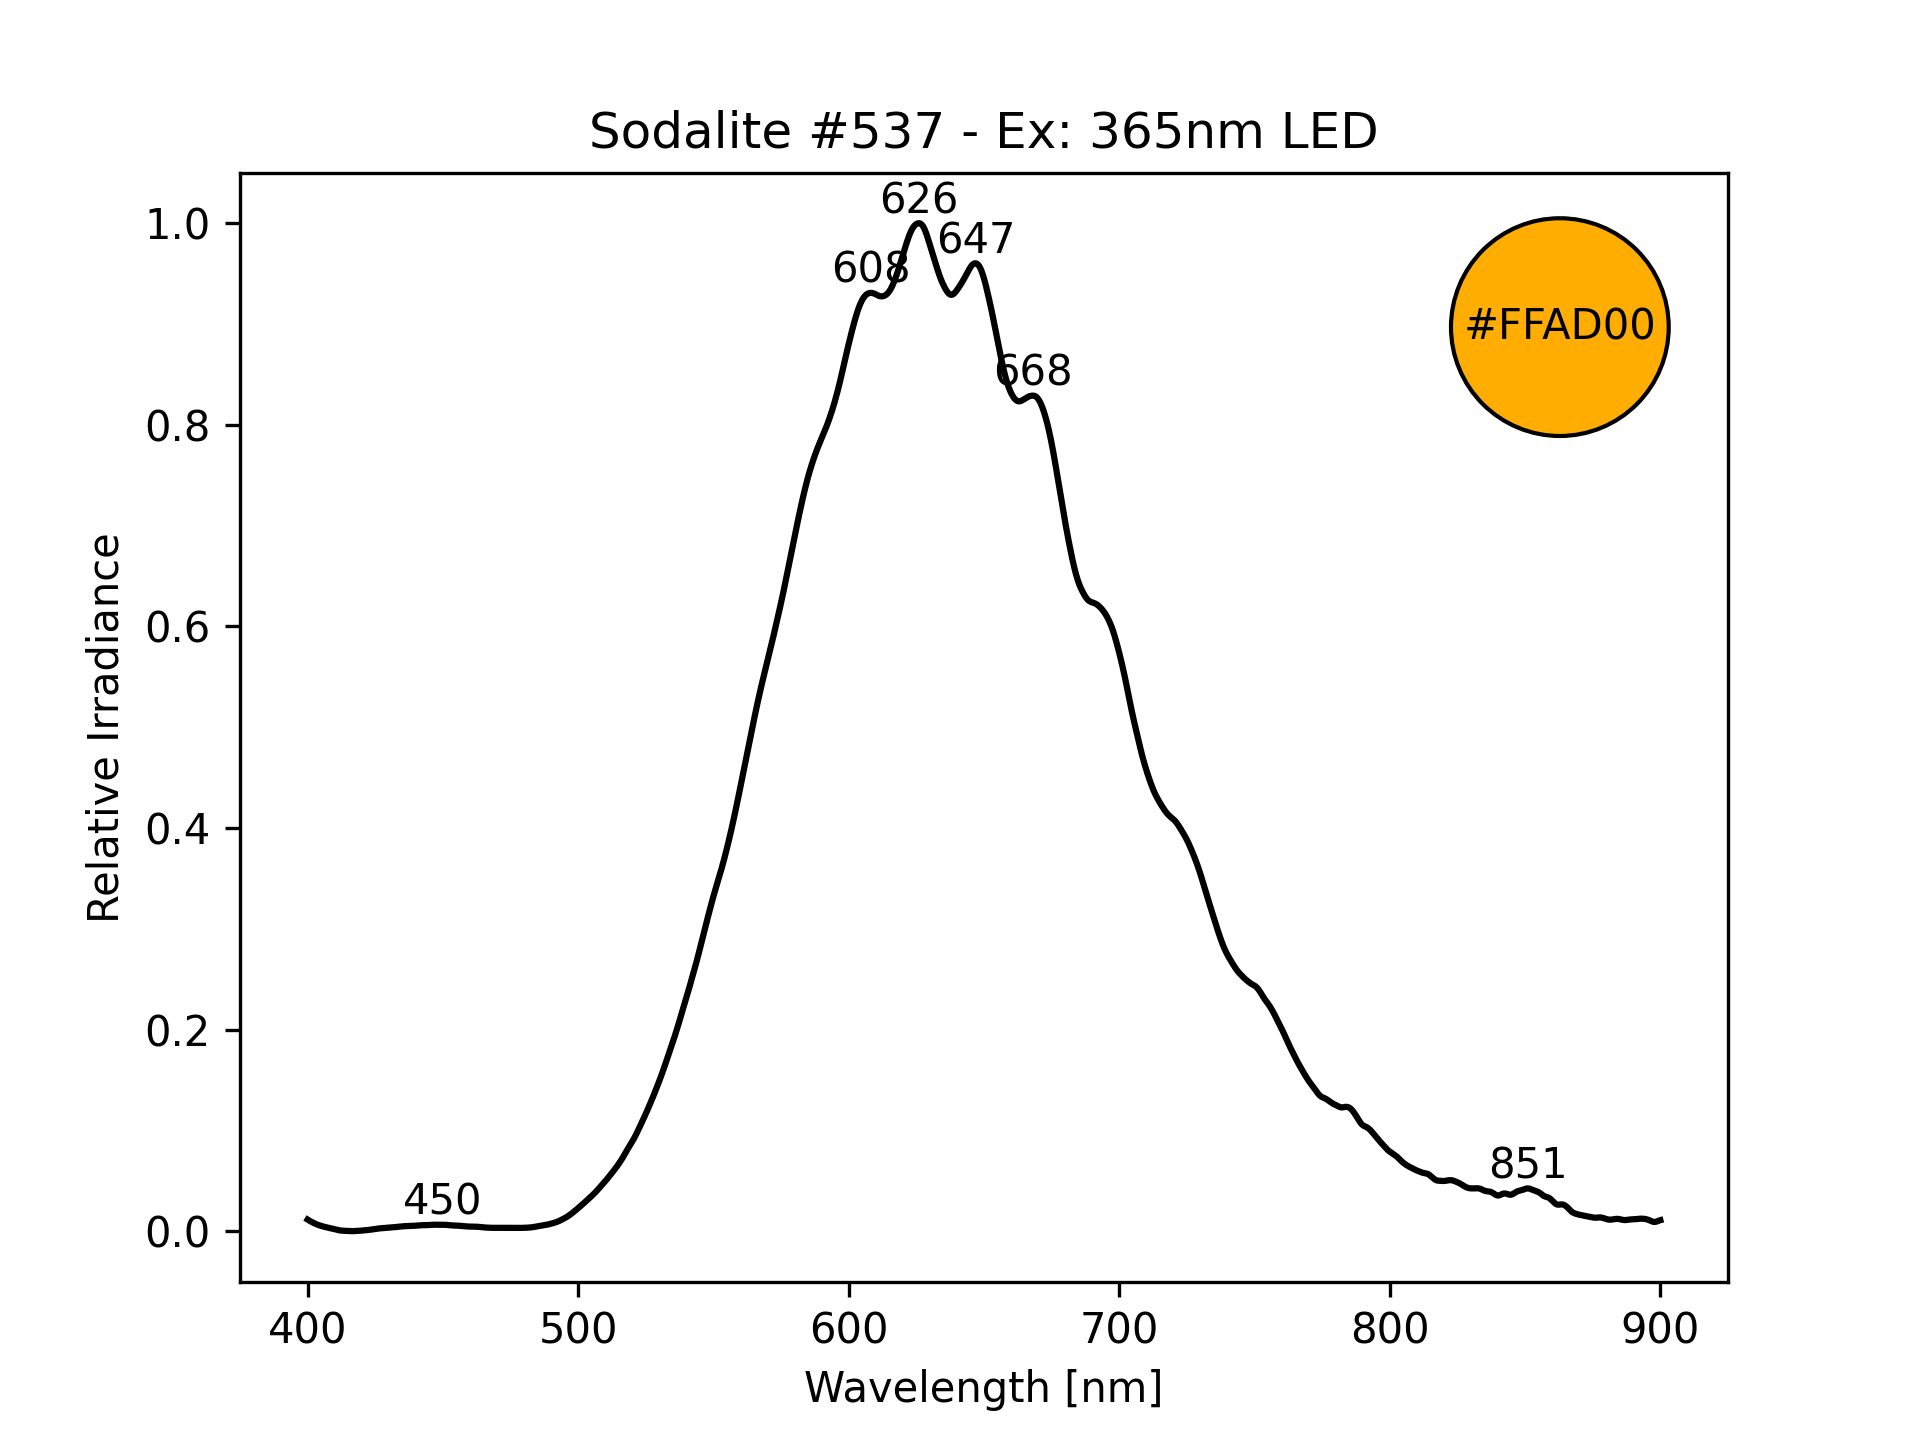 Sodalite #537 - Ex: 365nm LED
626
647
608
668
#FFAD00
450
851
1.0
0.8
0.6
0.4
0.2
0.0
Relative Irradiance
400 500 600 700 800 900
Wavelength [nm]